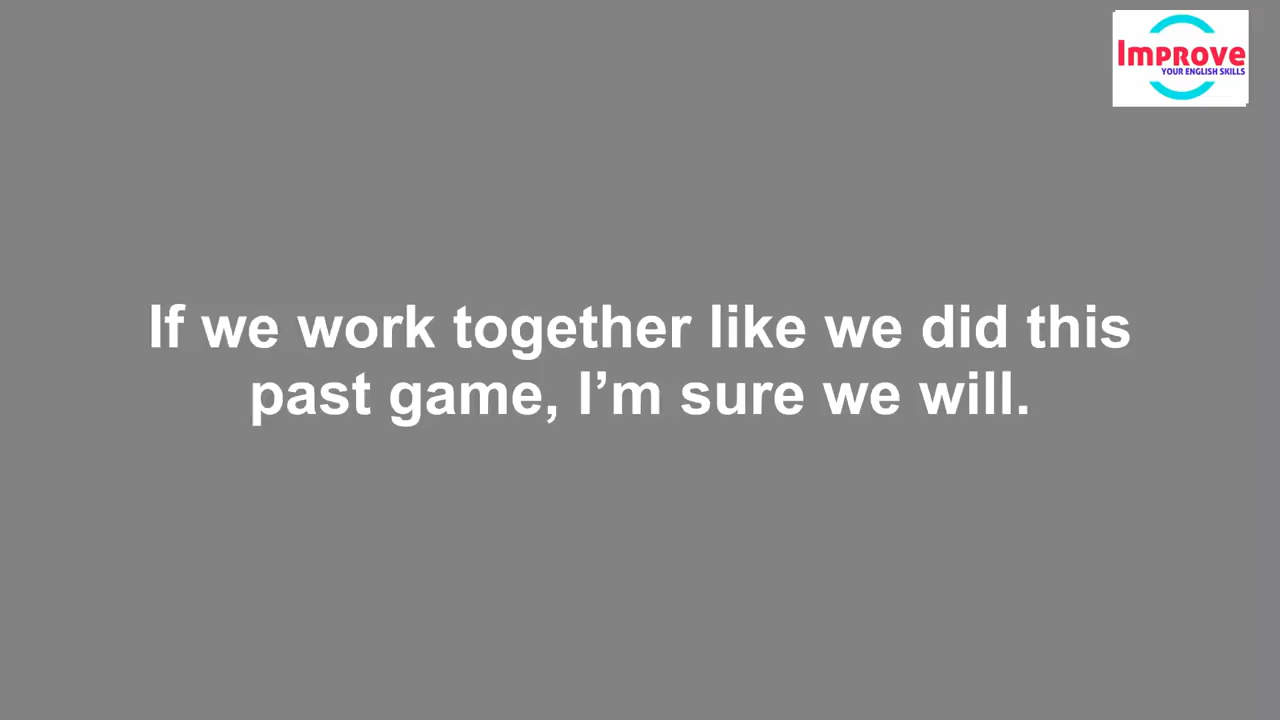 Improve
YOUR ENGLISH SKILLS
If we work together like we did this
past game, I’m sure we will.